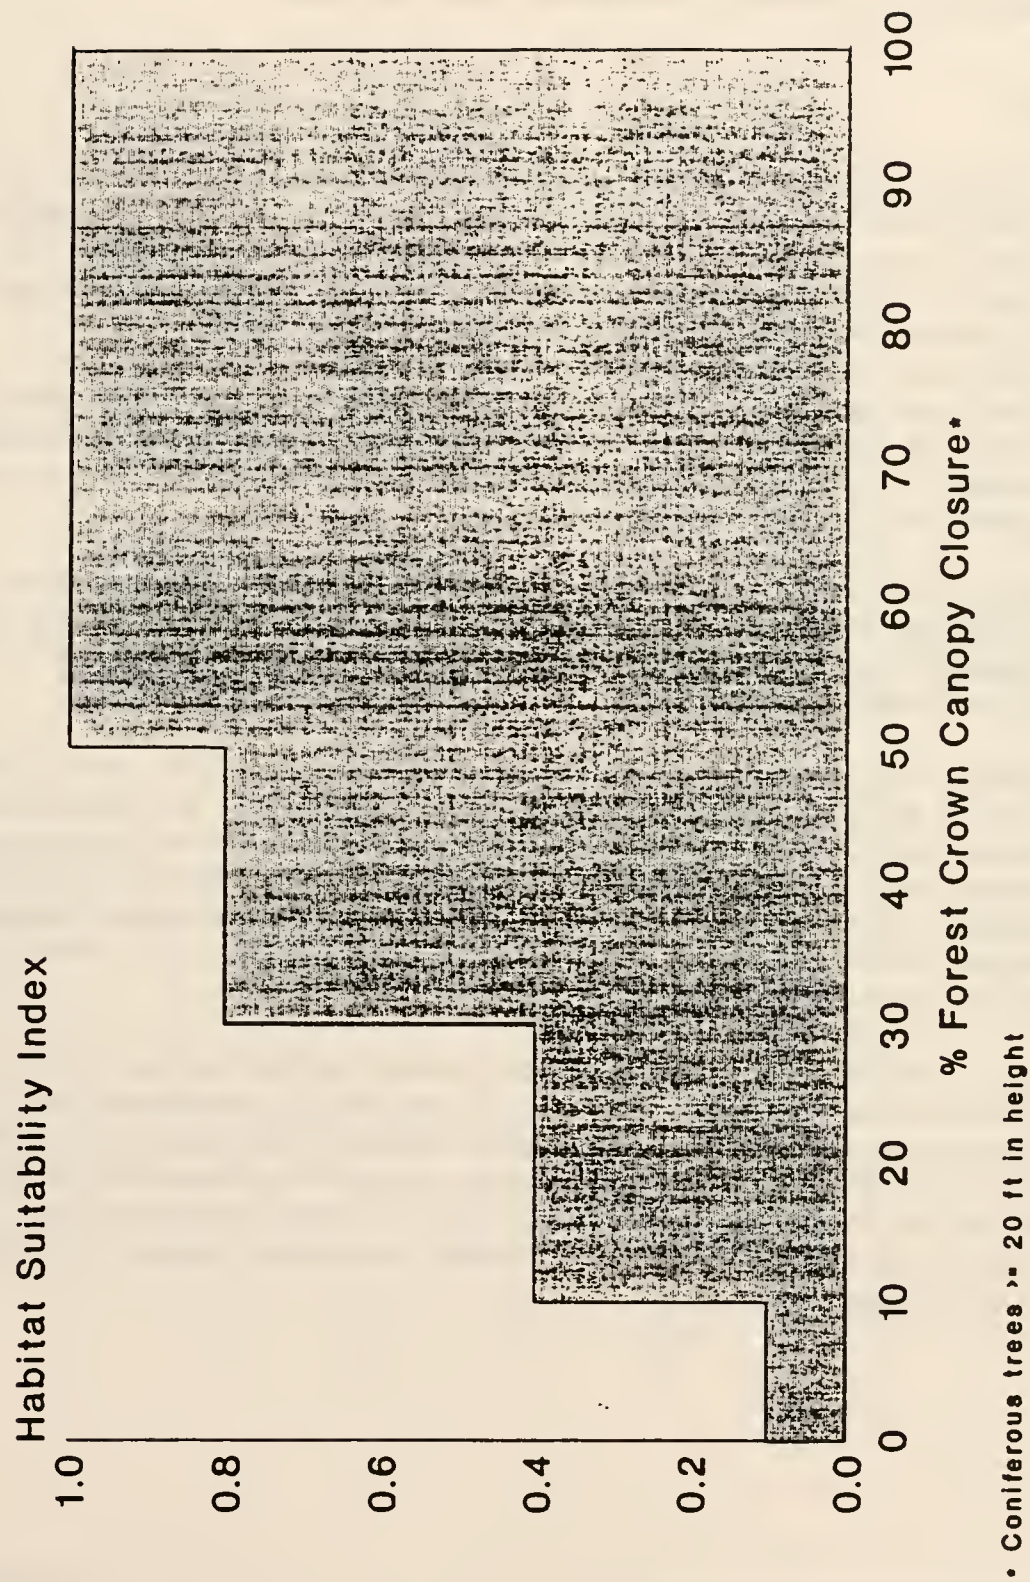 Habitat Suitability Index
1.0
0.8
0.6
0.4
0.2
0.0
0 10 20 30 40 50 60 70 80 90 100
% Forest Crown Canopy Closure*
* Coniferous trees >= 20 ft in height